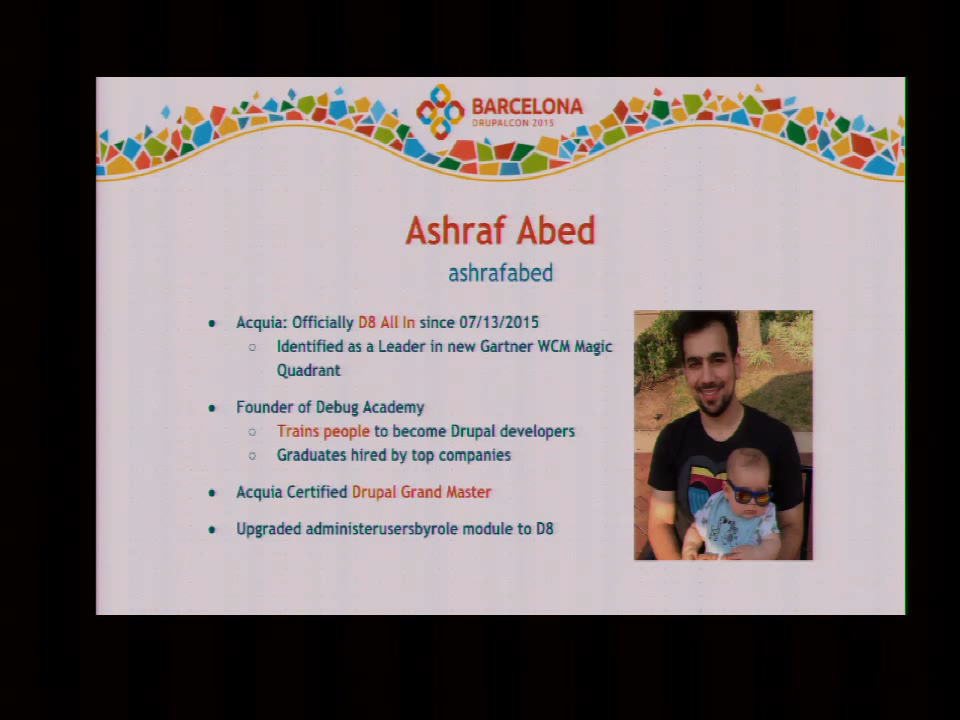 BARCELONA
DRUPALCON 2015
Ashraf Abed
ashrafabed
● Acquia: Officially D8 All In since 07/13/2015
○ Identified as a Leader in new Gartner WCM Magic
Quadrant
● Founder of Debug Academy
○ Trains people to become Drupal developers
○ Graduates hired by top companies
● Acquia Certified Drupal Grand Master
● Upgraded administerusersbyrole module to D8